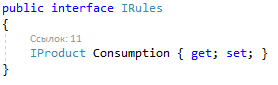 public interface IRules
{
Ссылок: 11
IProduct Consumption { get; set; }
}